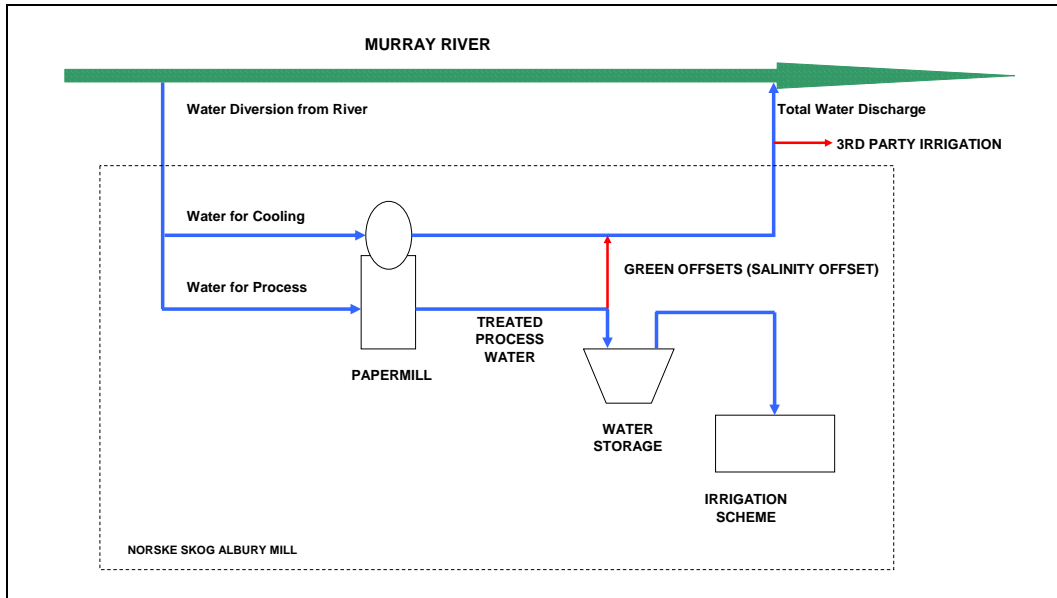 MURRAY RIVER
Water Diversion from River
Total Water Discharge
3RD PARTY IRRIGATION
Water for Cooling
GREEN OFFSETS (SALINITY OFFSET)
Water for Process
TREATED
PROCESS
WATER
PAPERMILL
WATER
STORAGE
IRRIGATION
SCHEME
NORSKE SKOG ALBURY MILL